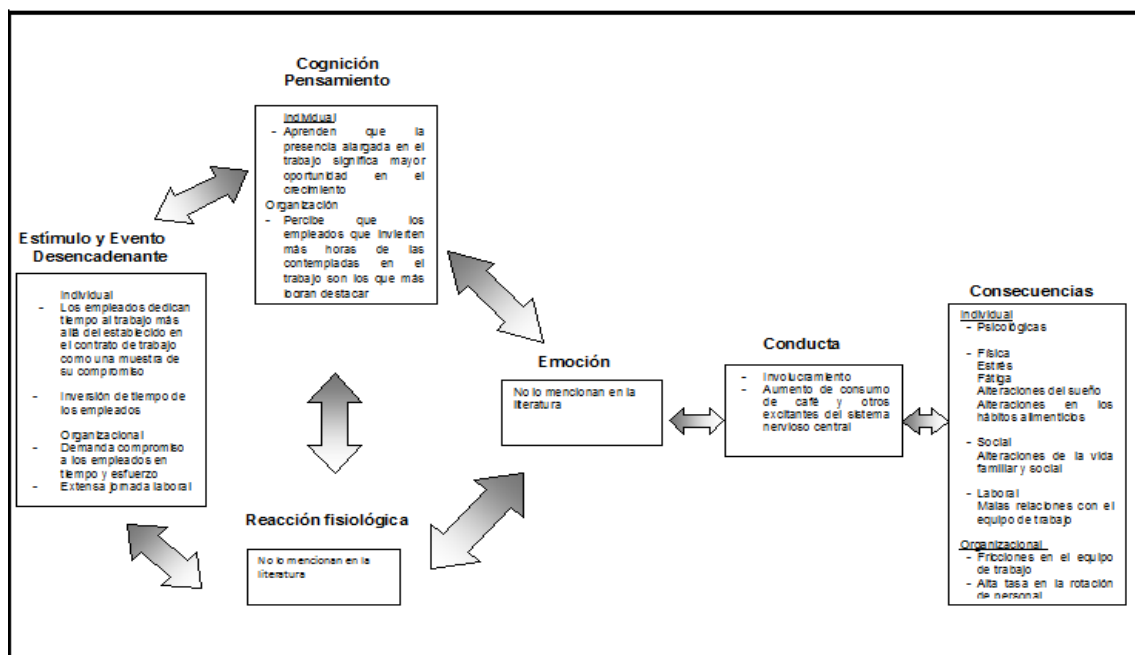 Cognición
Pensamiento
Individual
- Aprenden que la
presencia alargada en el
trabajo significa mayor
oportunidad en el
crecimiento
Organización
- Percibe que los
empleados que invierten
más horas de las
contempladas en el
trabajo son los que más
logran destacar
Estímulo y Evento
Desencadenante
Individual
- Los empleados dedican
tiempo al trabajo más
allá del establecido en
el contrato de trabajo
como una muestra de
su compromiso
- Inversión de tiempo de
los empleados
Organizacional
- Demanda compromiso
a los empleados en
tiempo y esfuerzo
- Extensa jornada laboral
Reacción fisiológica
No lo mencionan en la
literatura
Emoción
No lo mencionan en la
literatura
Conducta
- Involucramiento
- Aumento de consumo
de café y otros
excitantes del sistema
nervioso central
Consecuencias
Individual
- Psicológicas
- Física
Estrés
Fátiga
Alteraciones del sueño
Alteraciones en los
hábitos alimenticios
- Social
Alteraciones de la vida
familiar y social
- Laboral
Malas relaciones con el
equipo de trabajo
Organizacional
- Fricciones en el equipo
de trabajo
- Alta tasa en la rotación
de personal